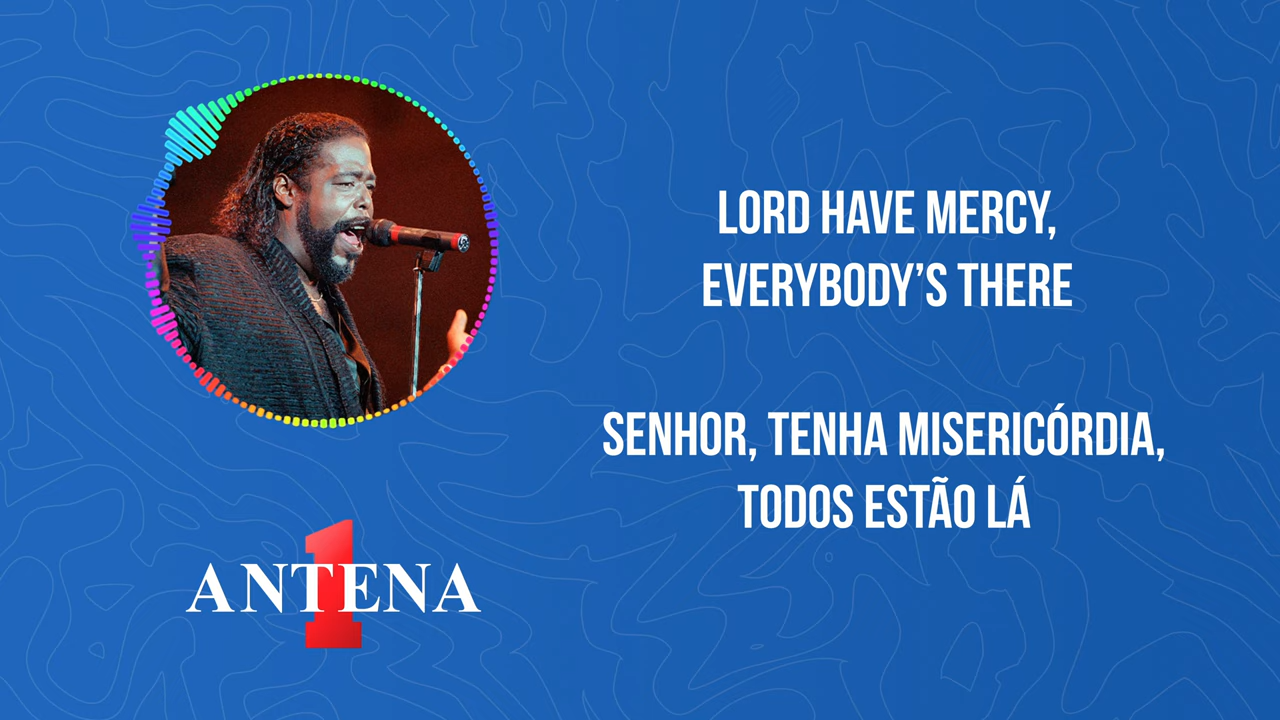 LORD HAVE MERCY,
EVERYBODY’S THERE
SENHOR, TENHA MISERICÓRDIA,
TODOS ESTÃO LÁ
ANTENA 1